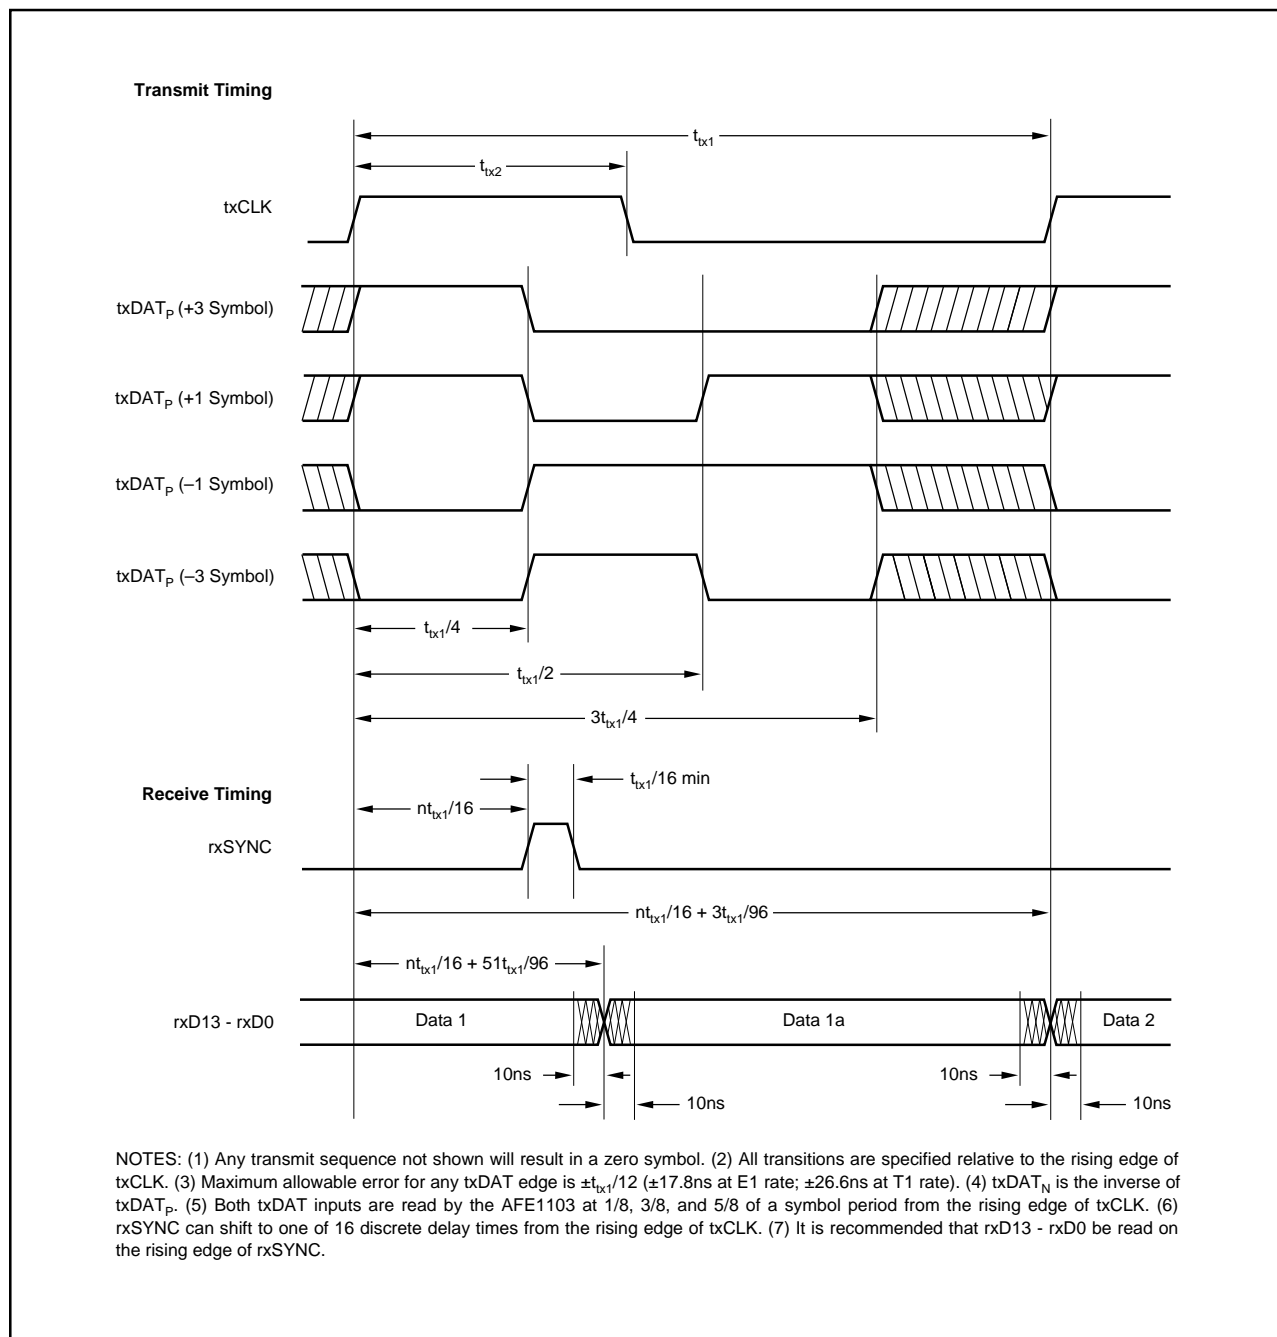 Transmit Timing
t_tx1
t_tx2
txCLK
txDAT_P (+3 Symbol)
txDAT_P (+1 Symbol)
txDAT_P (–1 Symbol)
txDAT_P (–3 Symbol)
t_tx1/4
t_tx1/2
3t_tx1/4
t_tx1/16 min
Receive Timing
nt_tx1/16
rxSYNC
nt_tx1/16 + 3t_tx1/96
nt_tx1/16 + 51t_tx1/96
rxD13 - rxD0
Data 1
Data 1a
Data 2
10ns
10ns
10ns
10ns
NOTES: (1) Any transmit sequence not shown will result in a zero symbol. (2) All transitions are specified relative to the rising edge of
txCLK. (3) Maximum allowable error for any txDAT edge is ±t_tx1/12 (±17.8ns at E1 rate; ±26.6ns at T1 rate). (4) txDAT_N is the inverse of
txDAT_P. (5) Both txDAT inputs are read by the AFE1103 at 1/8, 3/8, and 5/8 of a symbol period from the rising edge of txCLK. (6)
rxSYNC can shift to one of 16 discrete delay times from the rising edge of txCLK. (7) It is recommended that rxD13 - rxD0 be read on
the rising edge of rxSYNC.